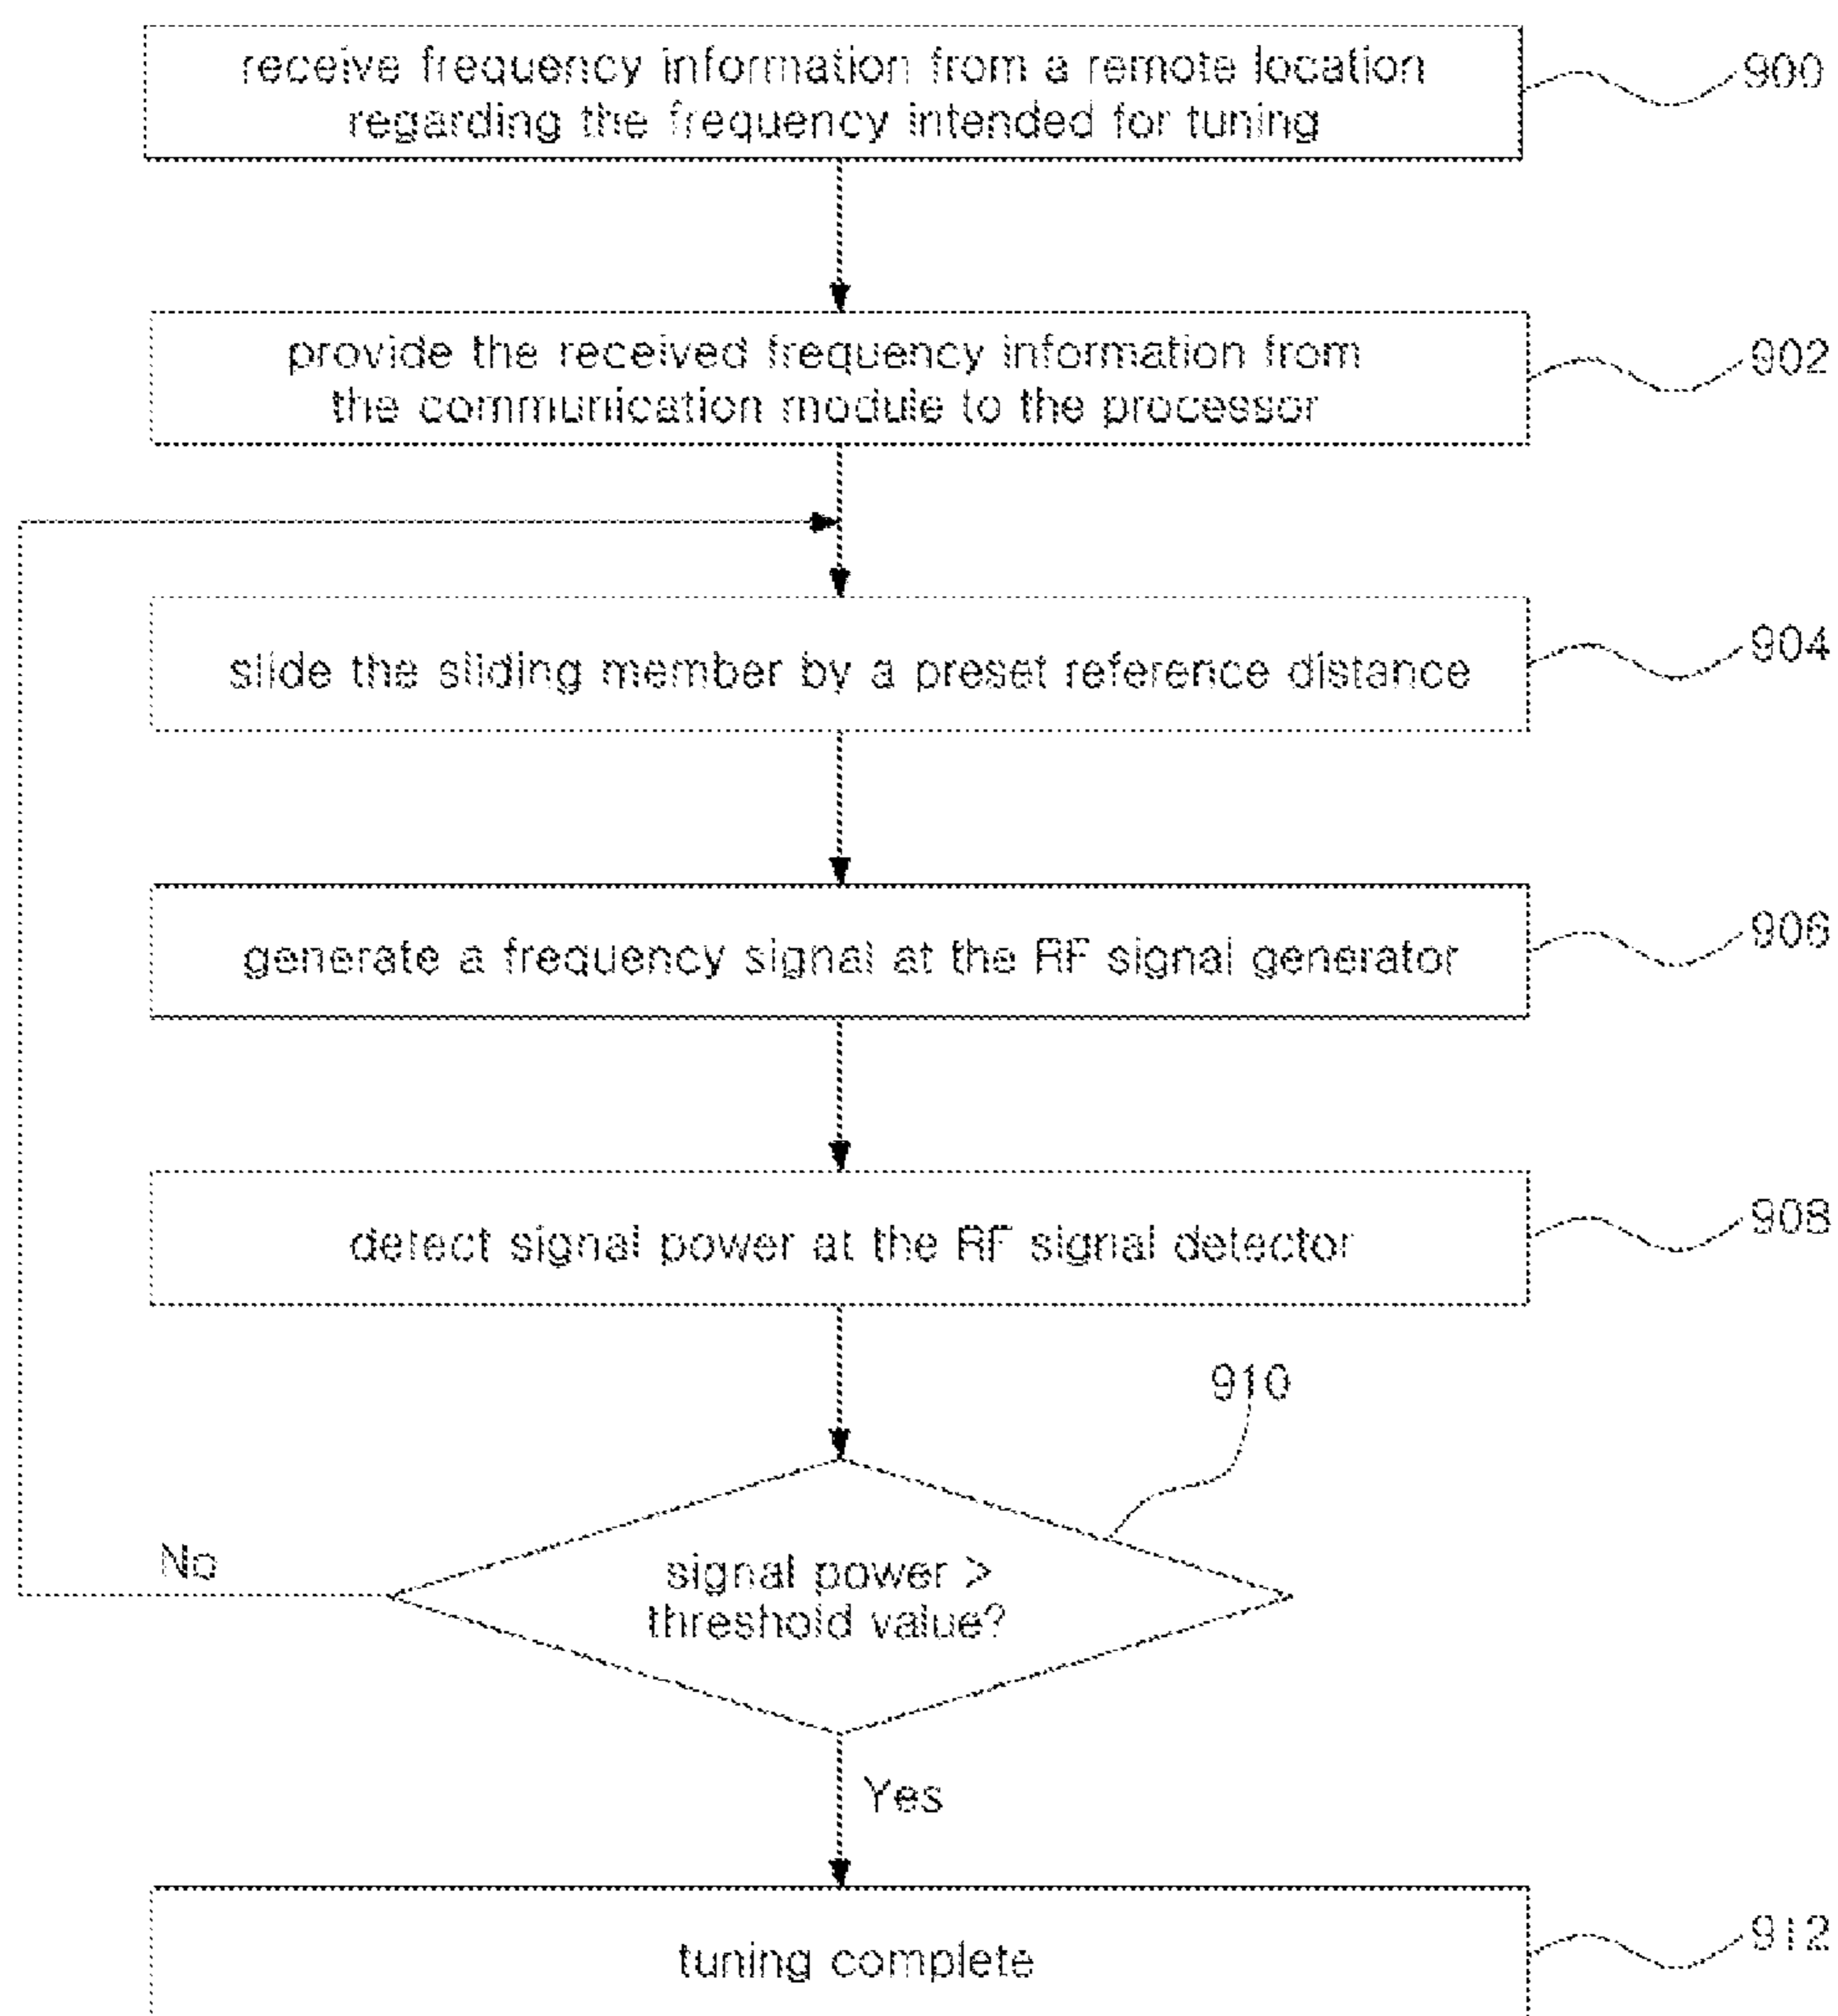 receive frequency information from a remote location
regarding the frequency intended for tuning
900
provide the received frequency information from
the communication module to the processor
902
slide the sliding member by a preset reference distance
904
generate a frequency signal at the RF signal generator
906
detect signal power at the RF signal detector
908
910
signal power >
threshold value?
No
Yes
tuning complete
912